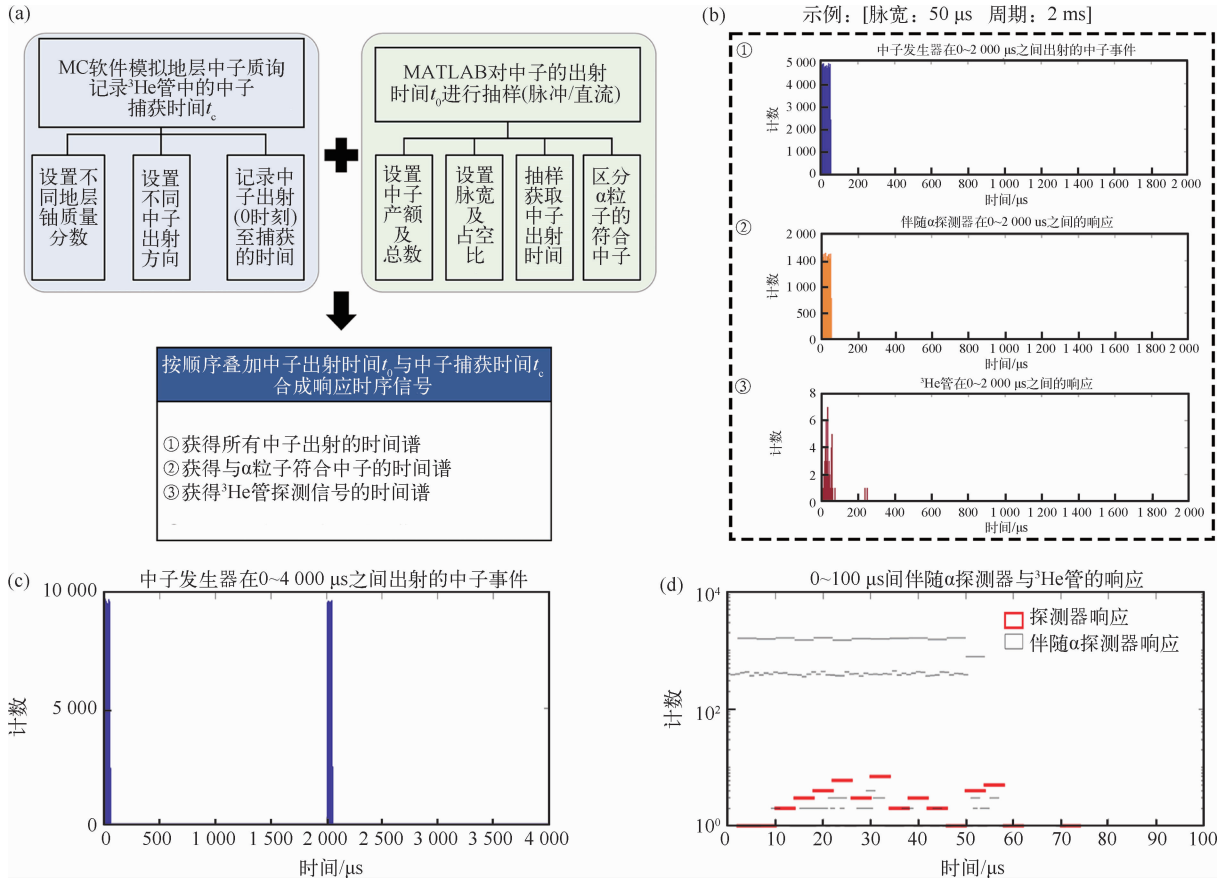 (a)
MC软件模拟地层中子质询
记录³He管中的中子
捕获时间t_c
设置不
同地层
铀质量
分数
设置
不同
中子
出射
方向
记录中
子出射
(0时刻)
至捕获
的时间
MATLAB对中子的出射
时间t₀进行抽样(脉冲/直流)
设置
中子
产额
及
总数
设置
脉宽
及
占空
比
抽样
获取
中子
出射
时间
区分
α粒
子的
符合
中子
按顺序叠加中子出射时间t₀与中子捕获时间t_c
合成响应时序信号
①获得所有中子出射的时间谱
②获得与α粒子符合中子的时间谱
③获得³He管探测信号的时间谱
(b)
示例：[脉宽：50 μs 周期：2 ms]
①
中子发生器在0~2 000 μs之间出射的中子事件
计数
5 000
4 000
3 000
2 000
1 000
0
0 200 400 600 800 1 000 1 200 1 400 1 600 1 800 2 000
时间/μs
②
伴随α探测器在0~2 000 us之间的响应
计数
2 000
1 400
1 000
500
0
0 200 400 600 800 1 000 1 200 1 400 1 600 1 800 2 000
时间/μs
③
³He管在0~2 000 μs之间的响应
计数
8
6
4
2
0
0 200 400 600 800 1 000 1 200 1 400 1 600 1 800 2 000
时间/μs
(c)
中子发生器在0~4 000 μs之间出射的中子事件
计数
10 000
5 000
0
0 500 1 000 1 500 2 000 2 500 3 000 3 500 4 000
时间/μs
(d)
0~100 μs间伴随α探测器与³He管的响应
探测器响应
伴随α探测器响应
计数
10⁴
10²
10⁰
0 10 20 30 40 50 60 70 80 90 100
时间/μs